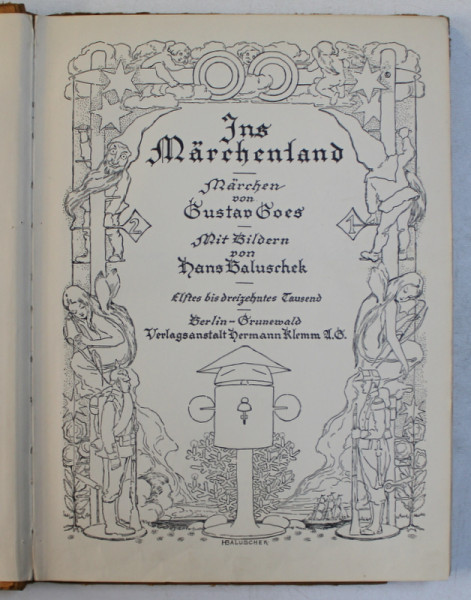 Ins
Märchenland
Märchen
von
Gustav Goes
Mit Bildern
von
Hans Baluschek
Elftes bis dreizehntes Tausend
Berlin-Grunewald
Verlagsanstalt Hermann Klemm A.G.
2
1
HBALUSCHEK